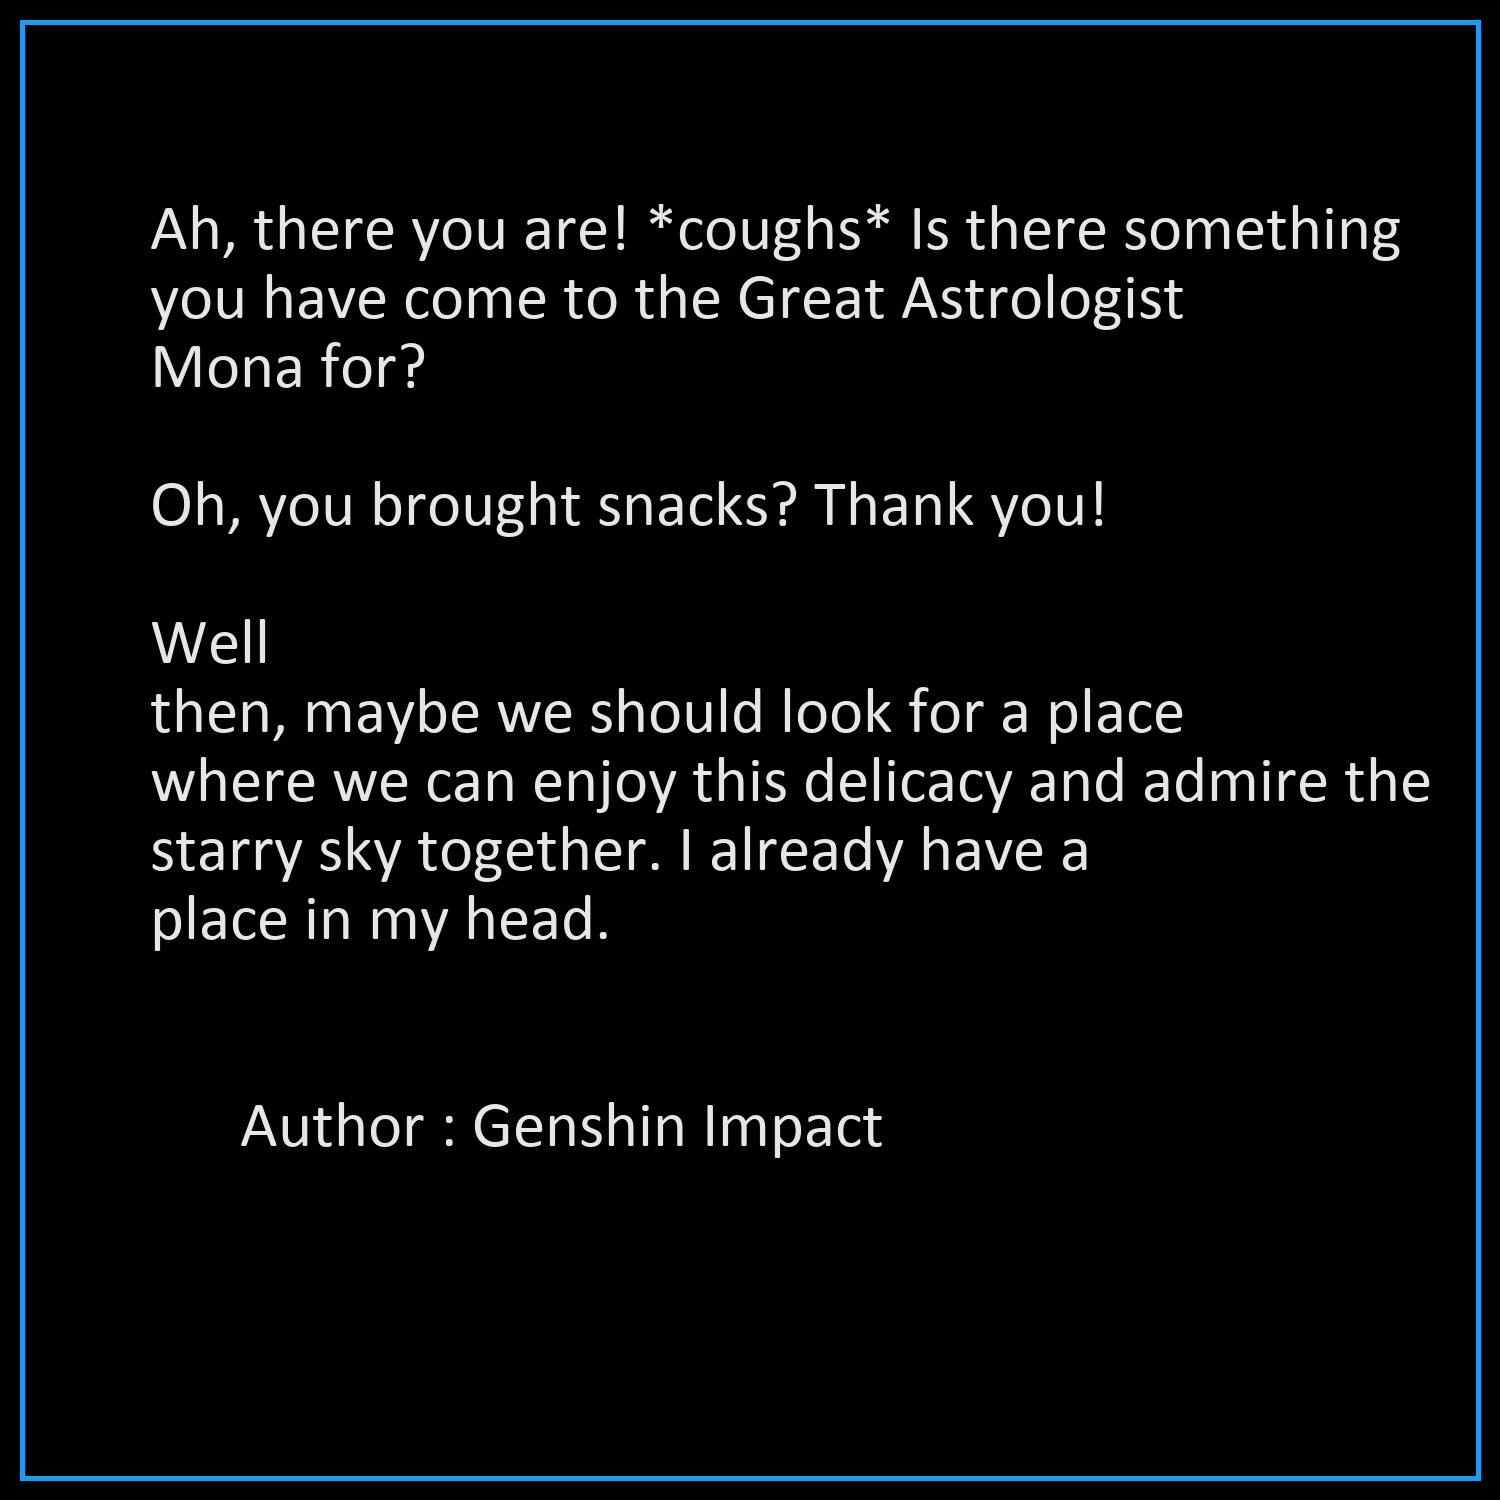 Ah, there you are! *coughs* Is there something
you have come to the Great Astrologist
Mona for?
Oh, you brought snacks? Thank you!
Well
then, maybe we should look for a place
where we can enjoy this delicacy and admire the
starry sky together. I already have a
place in my head.
Author : Genshin Impact